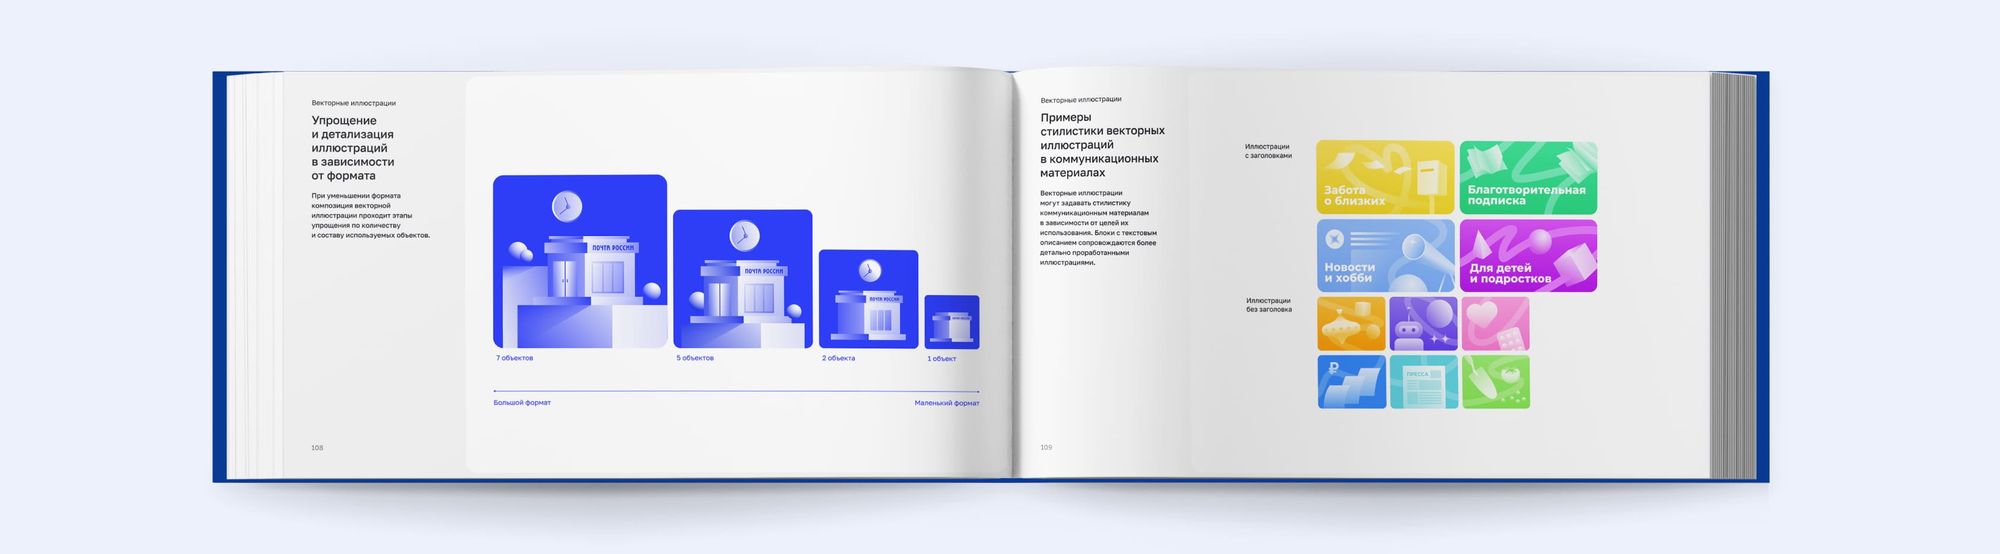 Векторные иллюстрации
Упрощение
и детализация
иллюстраций
в зависимости
от формата
При уменьшении формата
композиция векторной
иллюстрации проходит этапы
упрощения по количеству
и составу используемых объектов.
ПОЧТА РОССИИ
ПОЧТА РОССИИ
ПОЧТА РОССИИ
ПОЧТА РОССИИ
7 объектов
5 объектов
2 объекта
1 объект
Большой формат
Маленький формат
108
Векторные иллюстрации
Примеры
стилистики векторных
иллюстраций
в коммуникационных
материалах
Векторные иллюстрации
могут задавать стилистику
коммуникационным материалам
в зависимости от целей их
использования. Блоки с текстовым
описанием сопровождаются более
детально проработанными
иллюстрациями.
Иллюстрации
с заголовками
Забота
о близких
Благотворительная
подписка
Новости
и хобби
Для детей
и подростков
Иллюстрации
без заголовка
₽
ПРЕССА
109